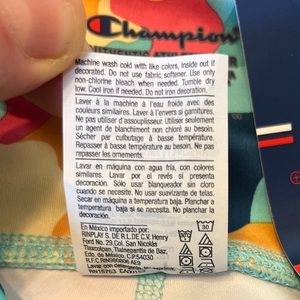 Champion
AUTHENTIC
Machine wash cold with like colors, inside out if
decorated. Do not use fabric softener. Use only
non-chlorine bleach when needed. Tumble dry
low. Cool iron if needed. Do not iron decoration.
Laver à la machine à l'eau froide avec des
couleurs similaires. Laver à l'envers si garnitures.
Ne pas utiliser d'assouplisseur. Utiliser seulement
un agent de blanchiment non chloré au besoin.
Sécher par culbutage à basse température.
Repasser à basse température au besoin. Ne pas
repasser les garnitures.
Lavar en máquina con agua fría, con colores
similares. Lavar por el revés si presenta
decoración. Sólo usar blanqueador sin cloro
cuando se necesite. No usar suavizante de telas.
Secar en máquina a temperatura baja. Planchar a
temperatura baja si se necesita. No planchar la
decoración.
En México importado por:
RINPLAY S. DE R.L.DE C.V. Henry
Ford No. 29,Col. San Nicolás
Tlaxcolpan, Tlalnepantla de Baz,
Edo. de México. C.P. 54030
Lavar con detergente.
30